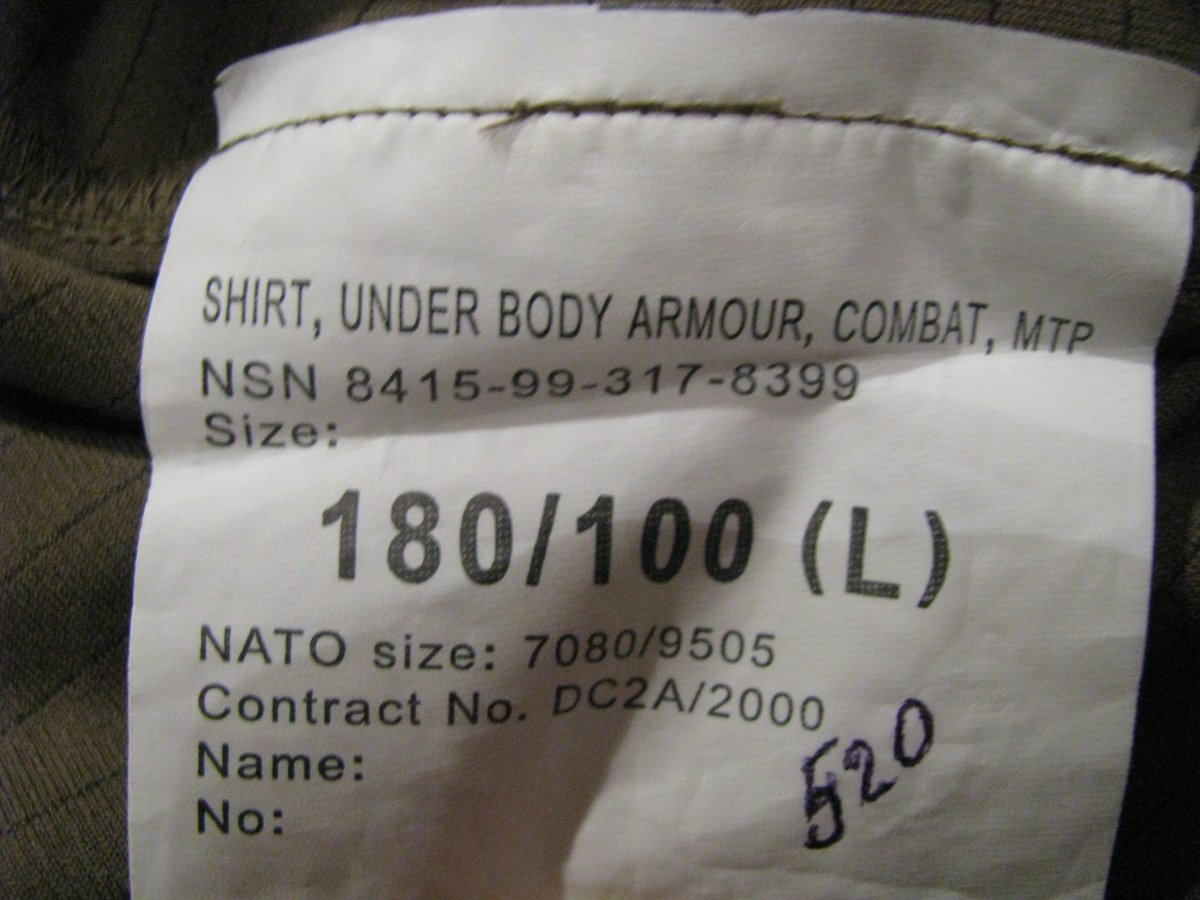 SHIRT, UNDER BODY ARMOUR, COMBAT, MTP
NSN 8415-99-317-8399
Size:
180/100 (L)
NATO size: 7080/9505
Contract No. DC2A/2000
Name:
No:
520